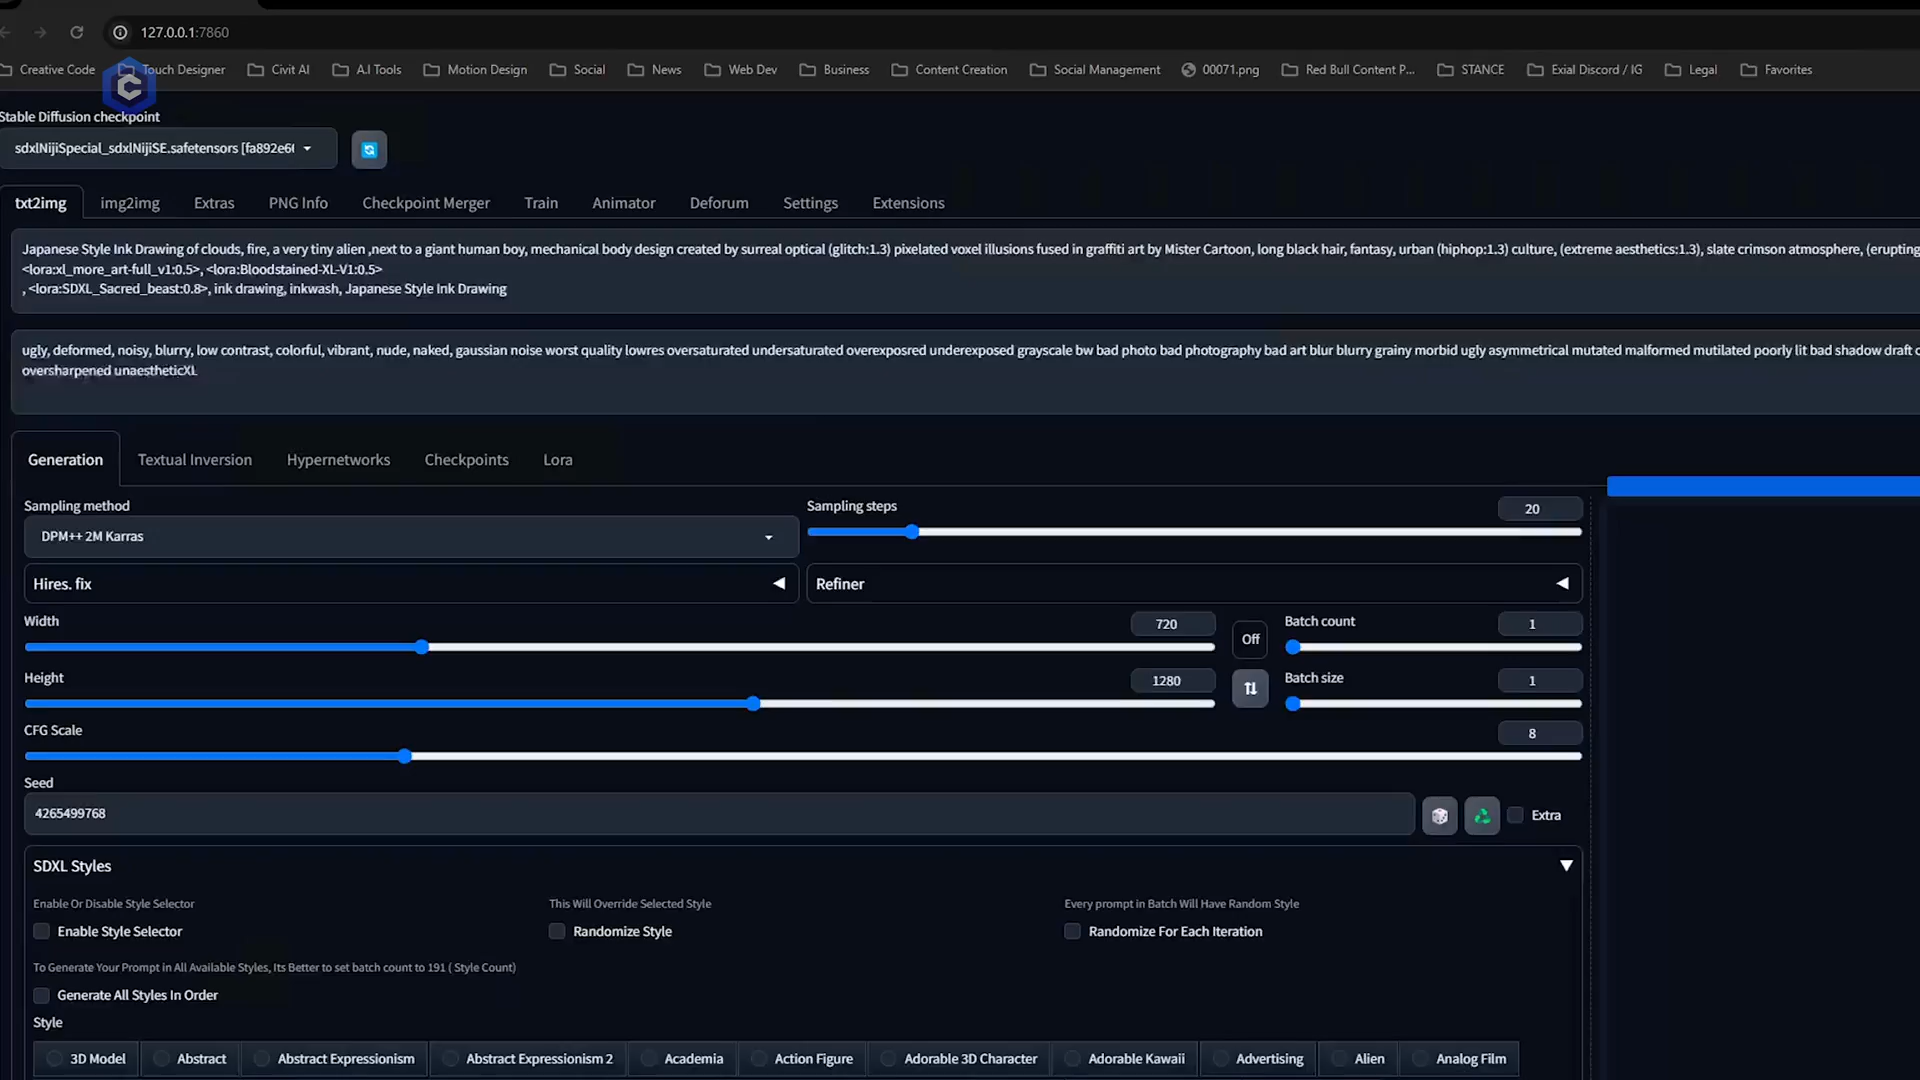 127.0.0.1:7860
Creative Code Touch Designer Civit AI A.I Tools Motion Design Social News Web Dev Business Content Creation Social Management 00071.png Red Bull Content P... STANCE Exial Discord / IG Legal Favorites
Stable Diffusion checkpoint
sdxlNijiSpecial_sdxlNijiSE.safetensors [fa892e6
txt2img img2img Extras PNG Info Checkpoint Merger Train Animator Deforum Settings Extensions
Japanese Style Ink Drawing of clouds, fire, a very tiny alien ,next to a giant human boy, mechanical body design created by surreal optical (glitch:1.3) pixelated voxel illusions fused in graffiti art by Mister Cartoon, long black hair, fantasy, urban (hiphop:1.3) culture, (extreme aesthetics:1.3), slate crimson atmosphere, (erupting
<lora:xl_more_art-full_v1:0.5>, <lora:Bloodstained-XL-V1:0.5>
, <lora:SDXL_Sacred_beast:0.8>, ink drawing, inkwash, Japanese Style Ink Drawing
ugly, deformed, noisy, blurry, low contrast, colorful, vibrant, nude, naked, gaussian noise worst quality lowres oversaturated undersaturated overexposred underexposed grayscale bw bad photo bad photography bad art blur blurry grainy morbid ugly asymmetrical mutated malformed mutilated poorly lit bad shadow draft c
oversharpened unaestheticXL
Generation Textual Inversion Hypernetworks Checkpoints Lora
Sampling method
DPM++ 2M Karras
Sampling steps
20
Hires. fix
Refiner
Width
720
Off
Batch count
1
Height
1280
Batch size
1
CFG Scale
8
Seed
4265499768
Extra
SDXL Styles
Enable Or Disable Style Selector This Will Override Selected Style Every prompt in Batch Will Have Random Style
Enable Style Selector Randomize Style Randomize For Each Iteration
To Generate Your Prompt in All Available Styles, Its Better to set batch count to 191 ( Style Count)
Generate All Styles In Order
Style
3D Model Abstract Abstract Expressionism Abstract Expressionism 2 Academia Action Figure Adorable 3D Character Adorable Kawaii Advertising Alien Analog Film